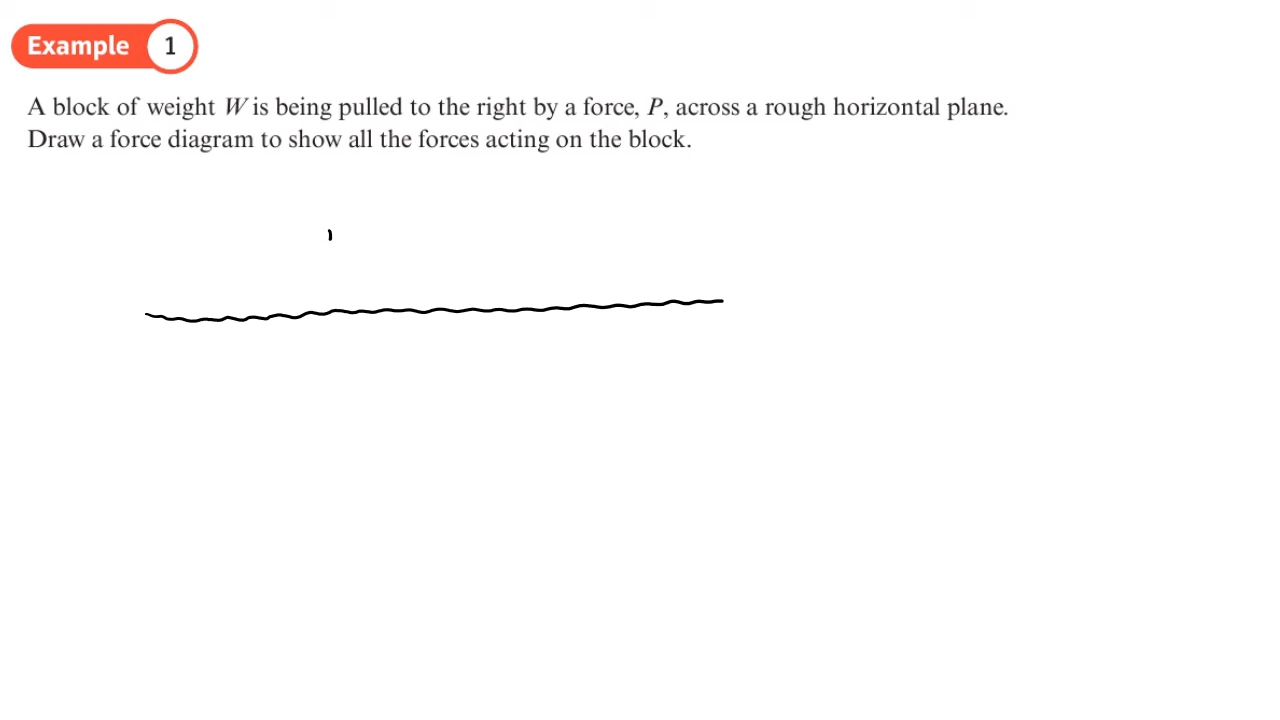 Example 1
A block of weight W is being pulled to the right by a force, P, across a rough horizontal plane.
Draw a force diagram to show all the forces acting on the block.